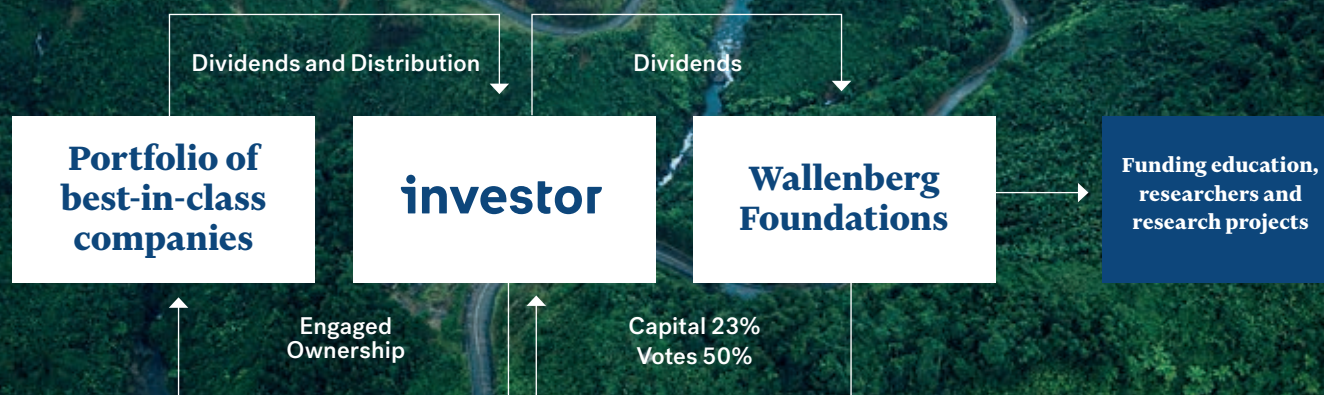 Dividends and Distribution
Dividends
Portfolio of
best-in-class
companies
investor
Wallenberg
Foundations
Funding education,
researchers and
research projects
Engaged
Ownership
Capital 23%
Votes 50%